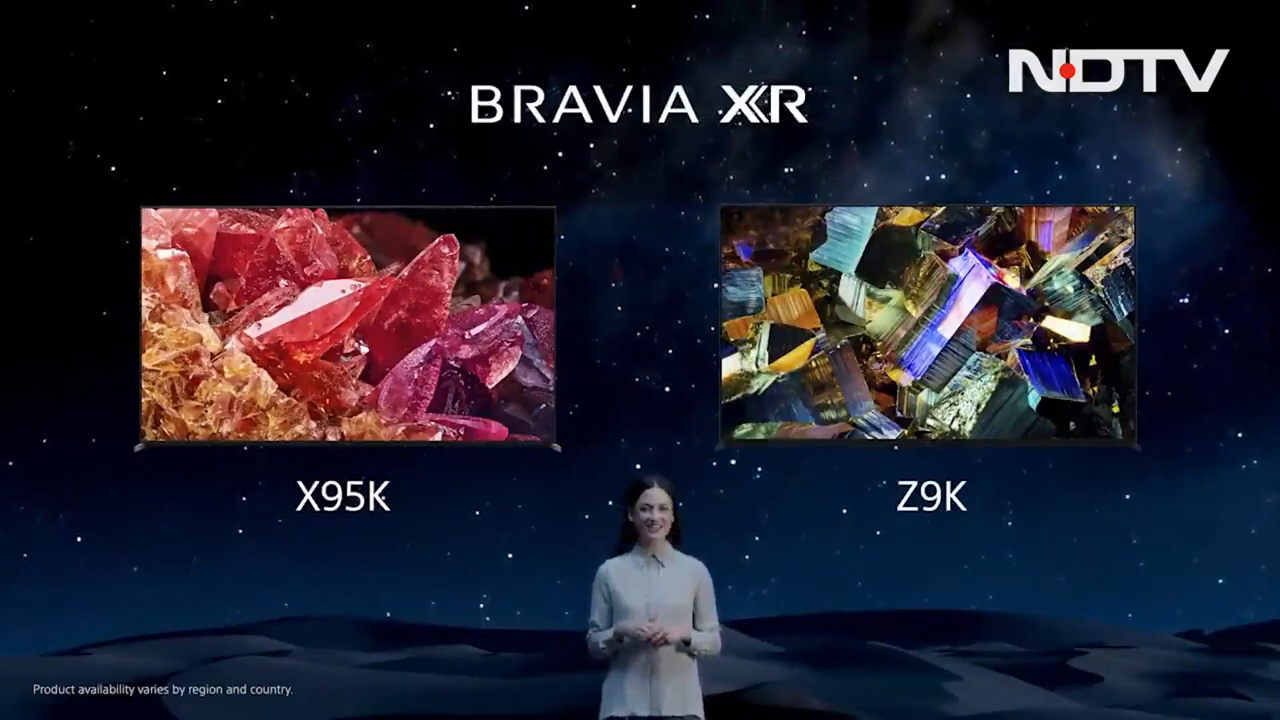 NDTV
BRAVIA XR
X95K
Z9K
Product availability varies by region and country.